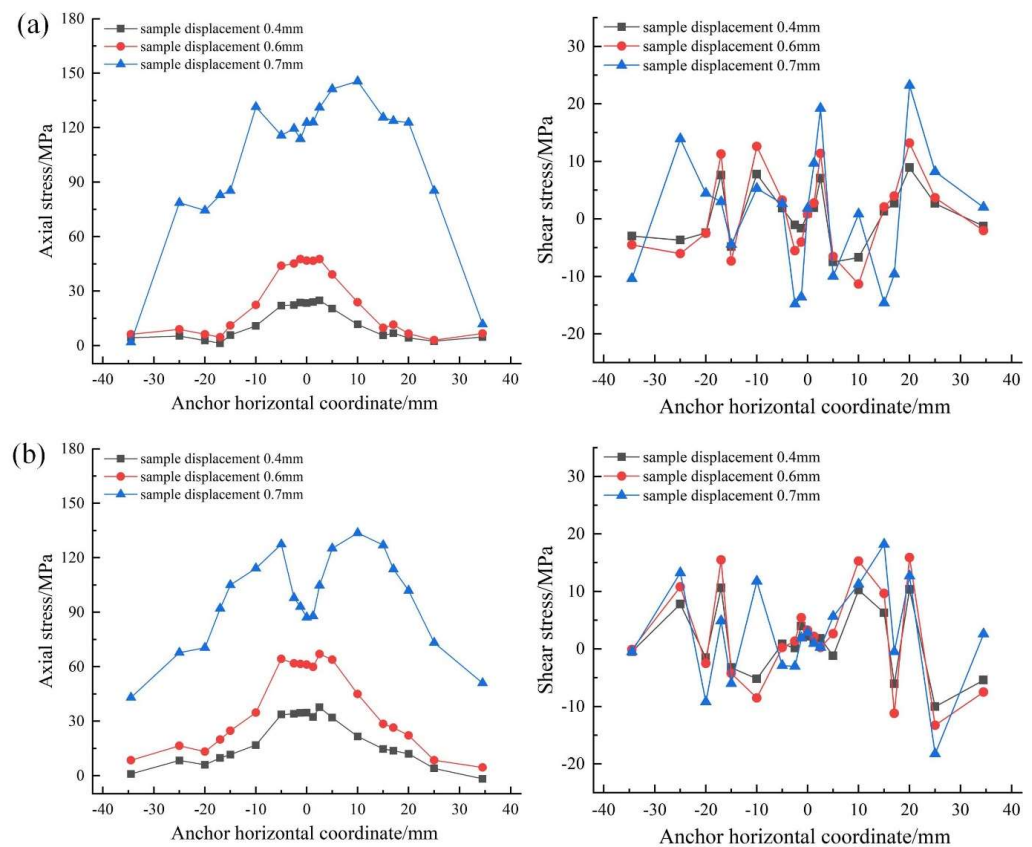 (a)
180
150
120
90
60
30
0
Axial stress/MPa
sample displacement 0.4mm
sample displacement 0.6mm
sample displacement 0.7mm
-40 -30 -20 -10 0 10 20 30 40
Anchor horizontal coordinate/mm
30
20
10
0
-10
-20
Shear stress/MPa
sample displacement 0.4mm
sample displacement 0.6mm
sample displacement 0.7mm
-40 -30 -20 -10 0 10 20 30 40
Anchor horizontal coordinate/mm
(b)
180
150
120
90
60
30
0
Axial stress/MPa
sample displacement 0.4mm
sample displacement 0.6mm
sample displacement 0.7mm
-40 -30 -20 -10 0 10 20 30 40
Anchor horizontal coordinate/mm
30
20
10
0
-10
-20
Shear stress/MPa
sample displacement 0.4mm
sample displacement 0.6mm
sample displacement 0.7mm
-40 -30 -20 -10 0 10 20 30 40
Anchor horizontal coordinate/mm